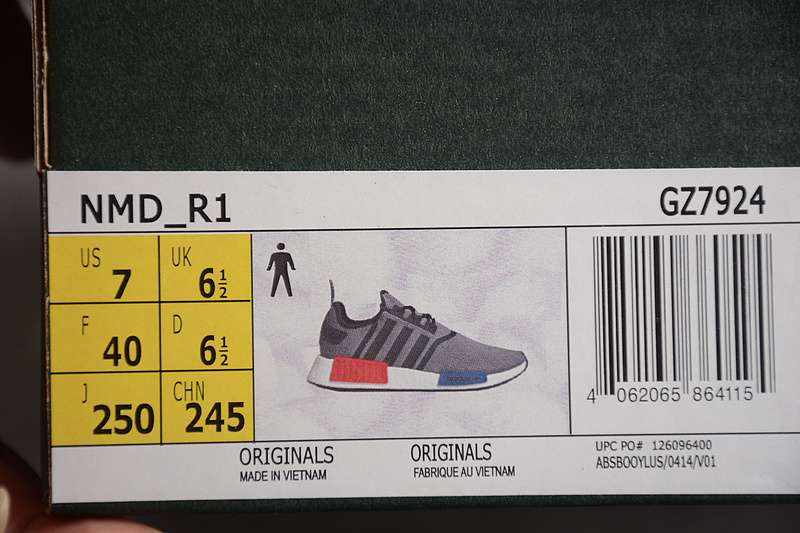 NMD_R1
GZ7924
US 7
UK 6½
F 40
D 6½
J 250
CHN 245
4 062065 864115
ORIGINALS
MADE IN VIETNAM
ORIGINALS
FABRIQUE AU VIETNAM
UPC PO# 126096400
ABSBOOYLUS/0414/V01